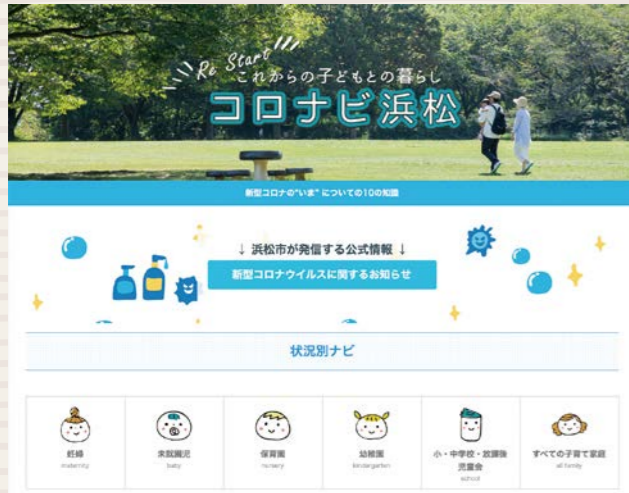 Re Start
これからの子どもとの暮らし
コロナビ浜松
新型コロナの"いま"についての10の知識
↓ 浜松市が発信する公式情報 ↓
新型コロナウイルスに関するお知らせ
状況別ナビ
妊婦
maternity
未就園児
baby
保育園
nursery
幼稚園
kindergarten
小・中学校・放課後
児童会
school
すべての子育て家庭
all family